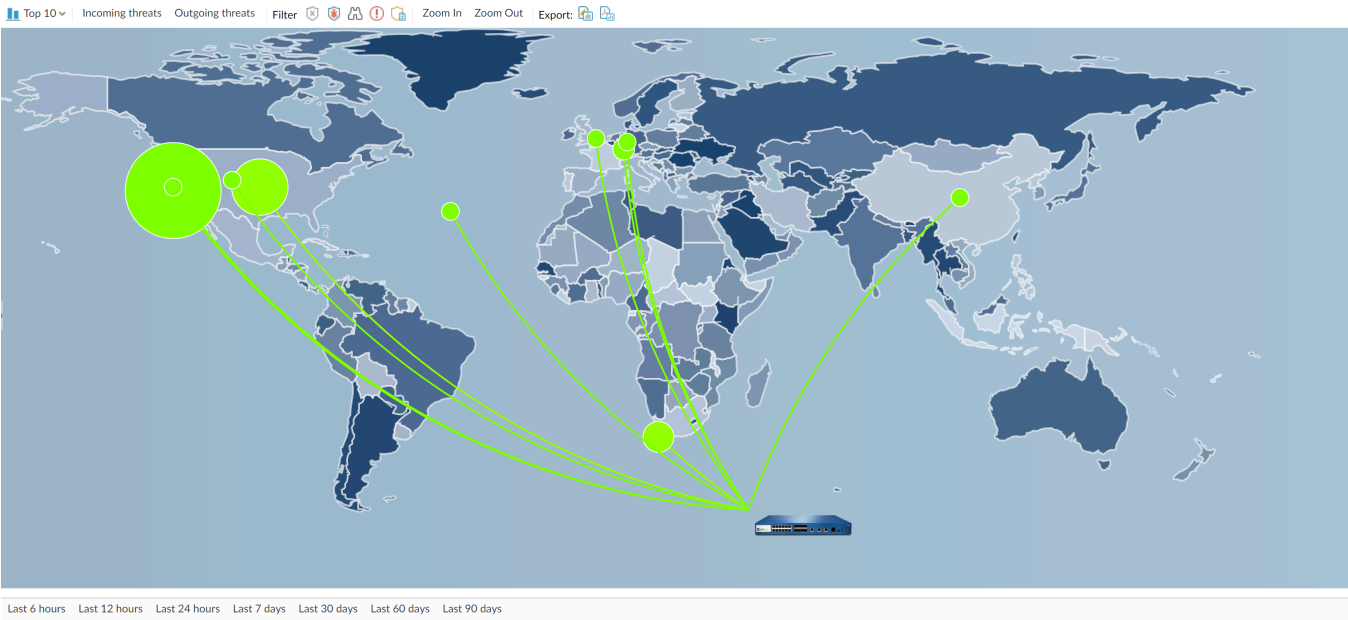 Top 10 Incoming threats Outgoing threats Filter Zoom In Zoom Out Export:
Last 6 hours Last 12 hours Last 24 hours Last 7 days Last 30 days Last 60 days Last 90 days